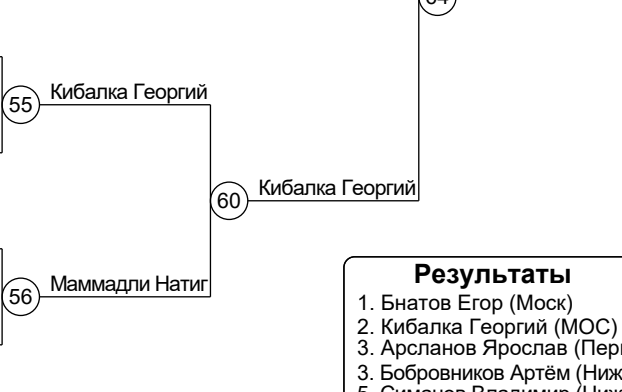 55
Кибалка Георгий
60
Кибалка Георгий
56
Маммадли Натиг
Результаты
1. Бнатов Егор (Моск)
2. Кибалка Георгий (МОС)
3. Арсланов Ярослав
3. Бобровников Артём